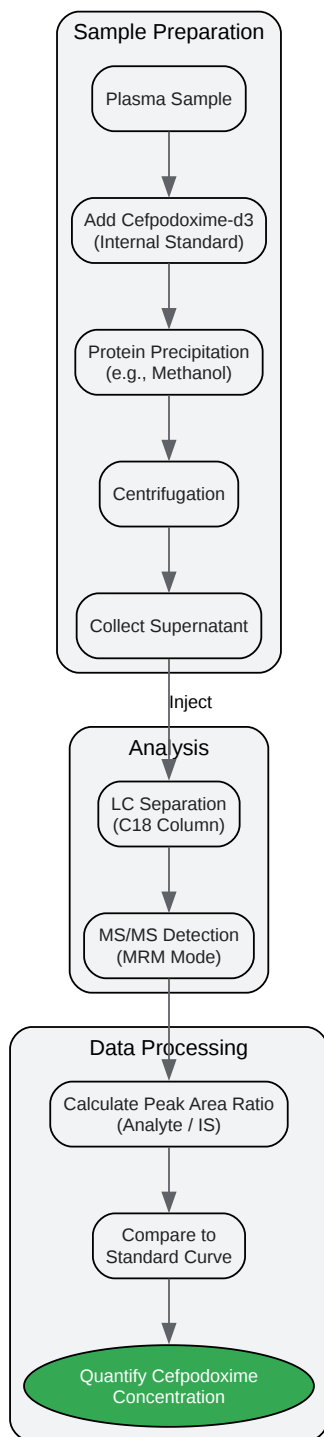 Sample Preparation
Plasma Sample
Add Cefpodoxime-d3
(Internal Standard)
Protein Precipitation
(e.g., Methanol)
Centrifugation
Collect Supernatant
Inject
Analysis
LC Separation
(C18 Column)
MS/MS Detection
(MRM Mode)
Data Processing
Calculate Peak Area Ratio
(Analyte / IS)
Compare to
Standard Curve
Quantify Cefpodoxime
Concentration